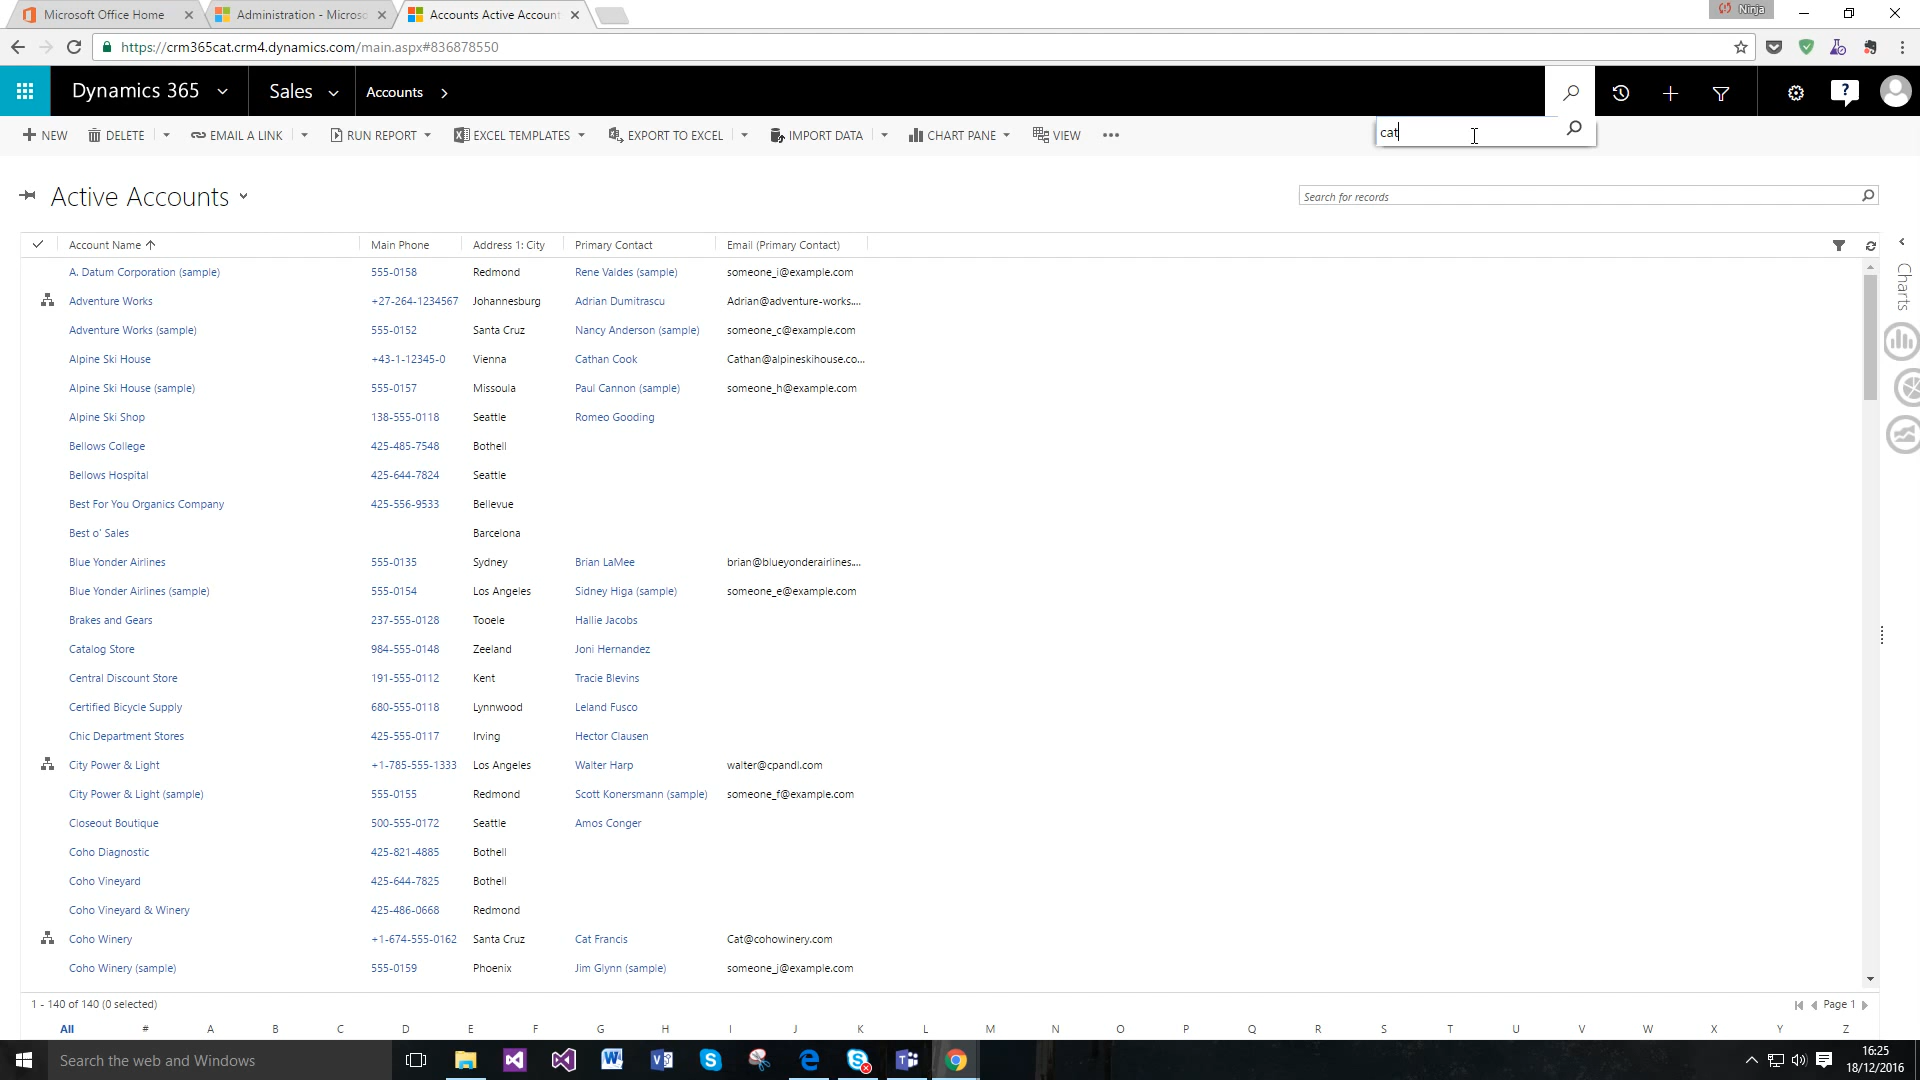 Microsoft Office Home
Administration - Microso
Accounts Active Account
Ninja
https://crm365cat.crm4.dynamics.com/main.aspx#836878550
Dynamics 365
Sales
Accounts
?
cat
NEW
DELETE
EMAIL A LINK
RUN REPORT
EXCEL TEMPLATES
EXPORT TO EXCEL
IMPORT DATA
CHART PANE
VIEW
Active Accounts
Search for records
Account Name Main Phone Address 1: City Primary Contact Email (Primary Contact)
Charts
A. Datum Corporation (sample) 555-0158 Redmond Rene Valdes (sample) someone_i@example.com
Adventure Works +27-264-1234567 Johannesburg Adrian Dumitrascu Adrian@adventure-works....
Adventure Works (sample) 555-0152 Santa Cruz Nancy Anderson (sample) someone_c@example.com
Alpine Ski House +43-1-12345-0 Vienna Cathan Cook Cathan@alpineskihouse.co...
Alpine Ski House (sample) 555-0157 Missoula Paul Cannon (sample) someone_h@example.com
Alpine Ski Shop 138-555-0118 Seattle Romeo Gooding
Bellows College 425-485-7548 Bothell
Bellows Hospital 425-644-7824 Seattle
Best For You Organics Company 425-556-9533 Bellevue
Best o' Sales Barcelona
Blue Yonder Airlines 555-0135 Sydney Brian LaMee brian@blueyonderairlines....
Blue Yonder Airlines (sample) 555-0154 Los Angeles Sidney Higa (sample) someone_e@example.com
Brakes and Gears 237-555-0128 Tooele Hallie Jacobs
Catalog Store 984-555-0148 Zeeland Joni Hernandez
Central Discount Store 191-555-0112 Kent Tracie Blevins
Certified Bicycle Supply 680-555-0118 Lynnwood Leland Fusco
Chic Department Stores 425-555-0117 Irving Hector Clausen
City Power & Light +1-785-555-1333 Los Angeles Walter Harp walter@cpandl.com
City Power & Light (sample) 555-0155 Redmond Scott Konersmann (sample) someone_f@example.com
Closeout Boutique 500-555-0172 Seattle Amos Conger
Coho Diagnostic 425-821-4885 Bothell
Coho Vineyard 425-644-7825 Bothell
Coho Vineyard & Winery 425-486-0668 Redmond
Coho Winery +1-674-555-0162 Santa Cruz Cat Francis Cat@cohowinery.com
Coho Winery (sample) 555-0159 Phoenix Jim Glynn (sample) someone_j@example.com
1 - 140 of 140 (0 selected) Page 1
All # A B C D E F G H I J K L M N O P Q R S T U V W X Y Z
Search the web and Windows
16:25
18/12/2016